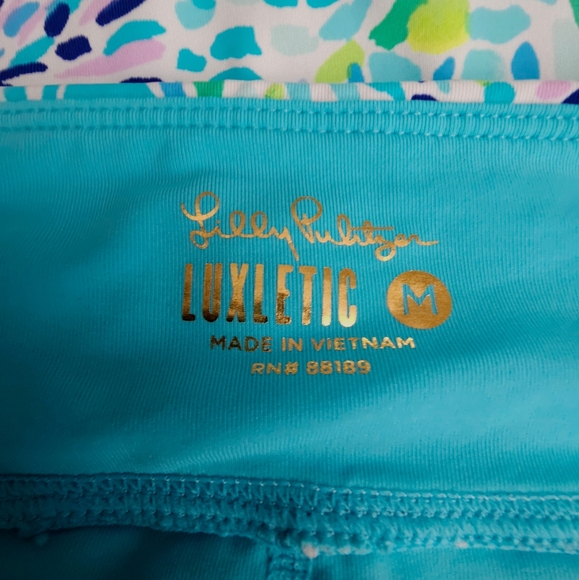 Lilly Pulitzer
LUXLETIC M
MADE IN VIETNAM
RN# 88189